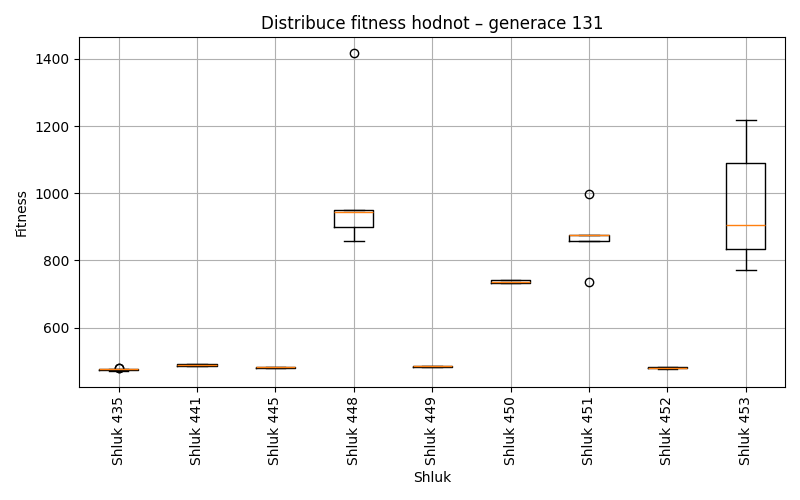 Distribuce fitness hodnot – generace 131
Fitness
1400
1200
1000
800
600
Shluk 435
Shluk 441
Shluk 445
Shluk 448
Shluk 449
Shluk 450
Shluk 451
Shluk 452
Shluk 453
Shluk